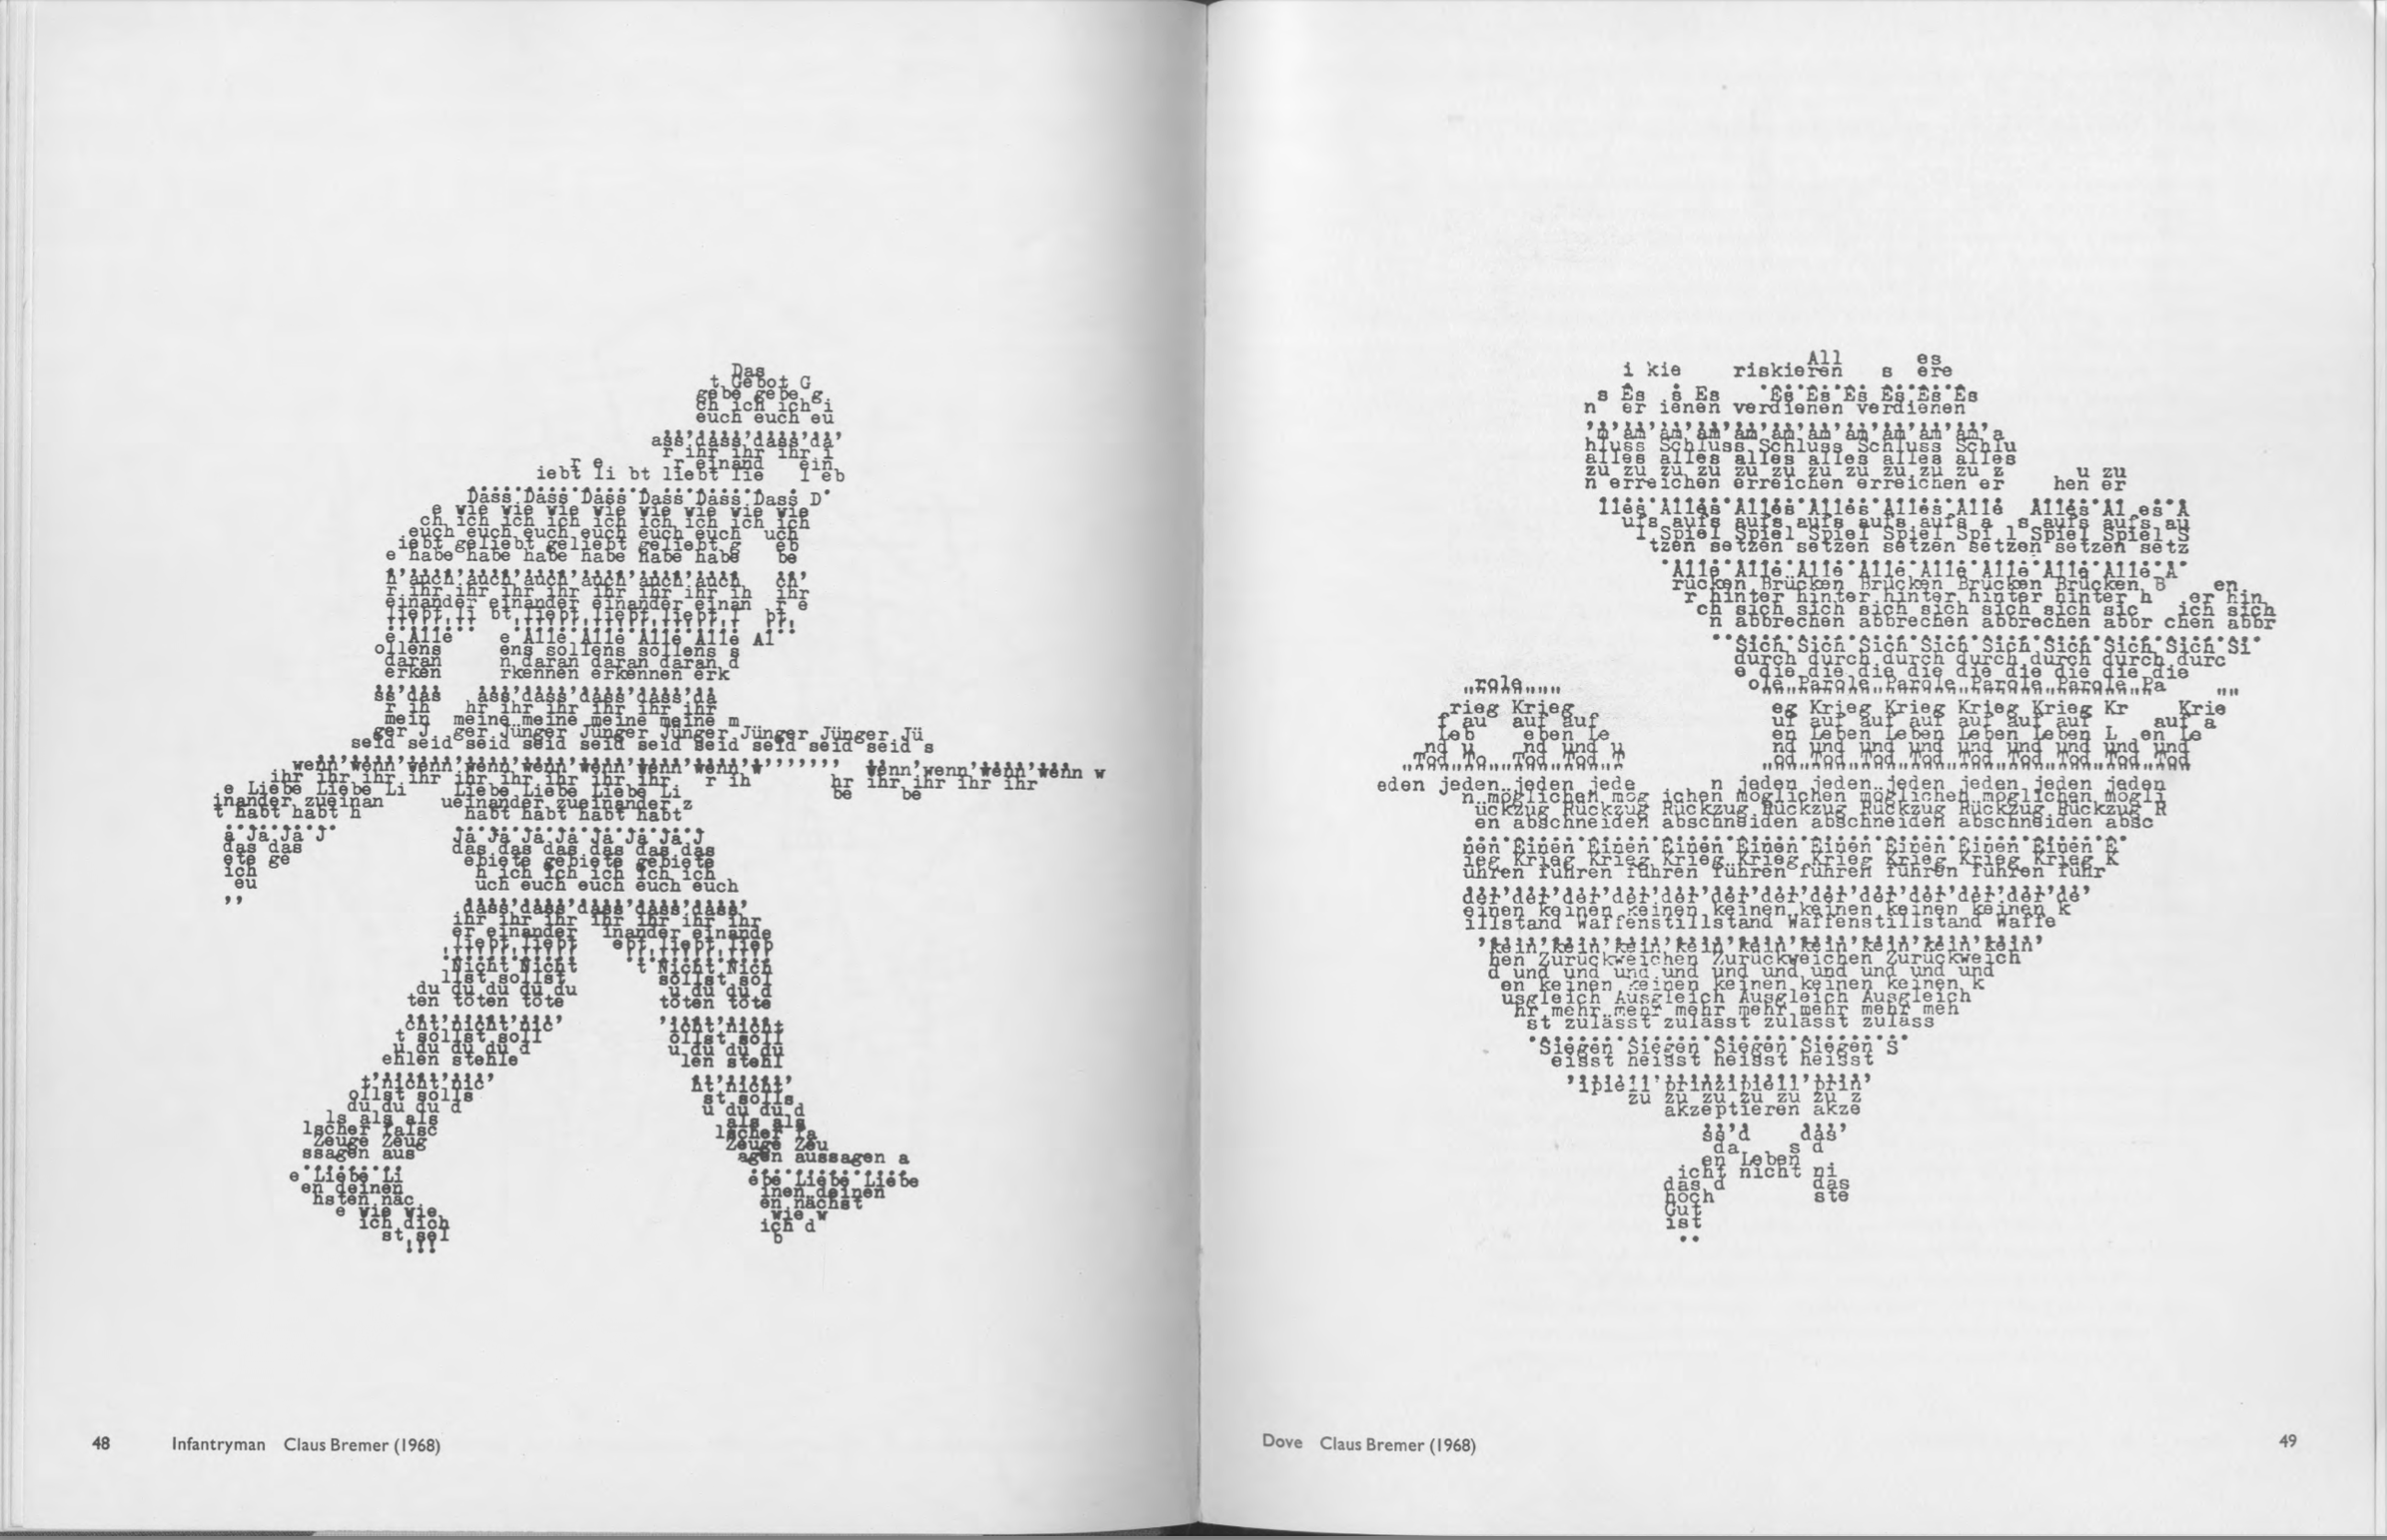 Das
t Gebot G
gebe gebe g
ch ich ich i
euch euch eu
ass'dass'dass'da'
r ihr ihr ihr i
r e r einand ein
iebt li bt liebt lie l eb
Dass Dass Dass Dass Dass Dass D
e wie wie wie wie wie wie wie wie
ch ich ich ich ich ich ich ich ich
euch euch euch euch euch euch uch
iebt geliebt geliebt geliebt g eb
e habe habe habe habe habe habe be
h'auch'auch'auch'auch'auch'auch ch'
r ihr ihr ihr ihr ihr ihr ihr ih ihr
einander einander einander einan r e
liebt, li bt, liebt, liebt, liebt, l bt,
e Alle e Alle Alle Alle Alle Al
ollens ens sollens sollens s
daran n daran daran daran d
erken rkennen erkennen erk
ss'das ass'dass'dass'dass'da
r ih hr ihr ihr ihr ihr ihr
mein meine meine meine meine m
ger J ger Jünger Jünger Jünger Jünger Jünger Jü
seid seid seid seid seid seid seid seid seid seid s
wenn'wenn'wenn'wenn'wenn'wenn'wenn'wenn'w''''''' wenn'wenn'wenn'wenn w
ihr ihr ihr ihr ihr ihr ihr ihr ihr r ih hr ihr ihr ihr ihr
e Liebe Liebe Li Liebe Liebe Liebe Li be be
inander zueinan ueinander zueinander z
t habt habt h habt habt habt habt
a Ja Ja J Ja Ja Ja Ja Ja Ja J
das das das das das das das das
ete ge ebiete gebiete gebiete
ich h ich ich ich ich ich
eu uch euch euch euch euch
,,
dass'dass'dass'dass'dass'
ihr ihr ihr ihr ihr ihr ihr
er einander inander einande
, liebt, liebt ebt, liebt, lieb
Nicht Nicht t Nicht Nich
llst sollst sollst sol
du du du du du u du du d
ten töten töte töten töte
cht'nicht'nic' 'icht'nicht
t sollst soll ollst soll
u du du du d u du du du
ehlen stehle len stehl
t'nicht'nic' ht'nicht'
ollst solls st solls
du du du d u du du d
ls als als als als
lscher falsc lscher fa
Zeuge Zeug Zeuge Zeu
ssagen aus agen aussagen a
e Liebe Li ebe Liebe Liebe
en deinen inen deinen
hsten näc en nächst
e wie wie wie w
ich dich ich d
st sel b
!!!
48 Infantryman Claus Bremer (1968)
All es
i kie riskieren s ere
s Es s Es Es Es Es Es Es Es
n er ienen verdienen verdienen
'm'am'am'am'am'am'am'am'am'am'am'a
hluss Schluss Schluss Schluss Schlu
alles alles alles alles alles alles
zu zu zu zu zu zu zu zu zu zu zu z u zu
n erreichen erreichen erreichen er hen er
lles Alles Alles Alles Alles Alle Alles Al es A
ufs aufs aufs aufs aufs aufs a s aufs aufs au
l Spiel Spiel Spiel Spiel Spi l Spiel Spiel S
tzen setzen setzen setzen setzen setzen setz
Alle Alle Alle Alle Alle Alle Alle Alle A
rücken Brücken Brücken Brücken Brücken B en
r hinter hinter hinter hinter hinter h er hin
ch sich sich sich sich sich sich sic ich sich
n abbrechen abbrechen abbrechen abbr chen abbr
Sich Sich Sich Sich Sich Sich Sich Sich Si
durch durch durch durch durch durch durc
e die die die die die die die die die
"role"""" ole"Parole"Parole"Parole"Parole"Pa ""
rieg Krieg eg Krieg Krieg Krieg Krieg Kr Krie
f au auf auf uf auf auf auf auf auf auf auf a
Leb eben Le en Leben Leben Leben Leben L en Le
nd u nd und u nd und und und und und und und und
"Tod"To""Tod"Tod"T "od"Tod"Tod"Tod"Tod"Tod"Tod"Tod"Tod
eden jeden jeden jede n jeden jeden jeden jeden jeden jeden
n möglichen mög ichen möglichen möglichen möglichen mögli
ückzug Rückzug Rückzug Rückzug Rückzug Rückzug Rückzug R
en abschneiden abschneiden abschneiden abschneiden absc
nen Einen Einen Einen Einen Einen Einen Einen Einen E
ieg Krieg Krieg Krieg Krieg Krieg Krieg Krieg Krieg K
ühren führen führen führen führen führen führen führ
der'der'der'der'der'der'der'der'der'der'der'der'de'
einen keinen keinen keinen keinen keinen keinen k
illstand Waffenstillstand Waffenstillstand Waffe
'kein'kein'kein'kein'kein'kein'kein'kein'kein'
hen Zurückweichen Zurückweichen Zurückweich
d und und und und und und und und und und
en keinen keinen keinen keinen keinen k
usgleich Ausgleich Ausgleich Ausgleich
hr mehr mehr mehr mehr mehr mehr meh
st zulässt zulässt zulässt zuläss
Siegen Siegen Siegen Siegen S
eisst heisst heisst heisst
'ipiell'prinzipiell'prin'
zu zu zu zu zu zu z
akzeptieren akze
ss'd das'
da s d
en Leben
icht nicht ni
das d das
höch ste
Gut
ist
..
Dove Claus Bremer (1968) 49